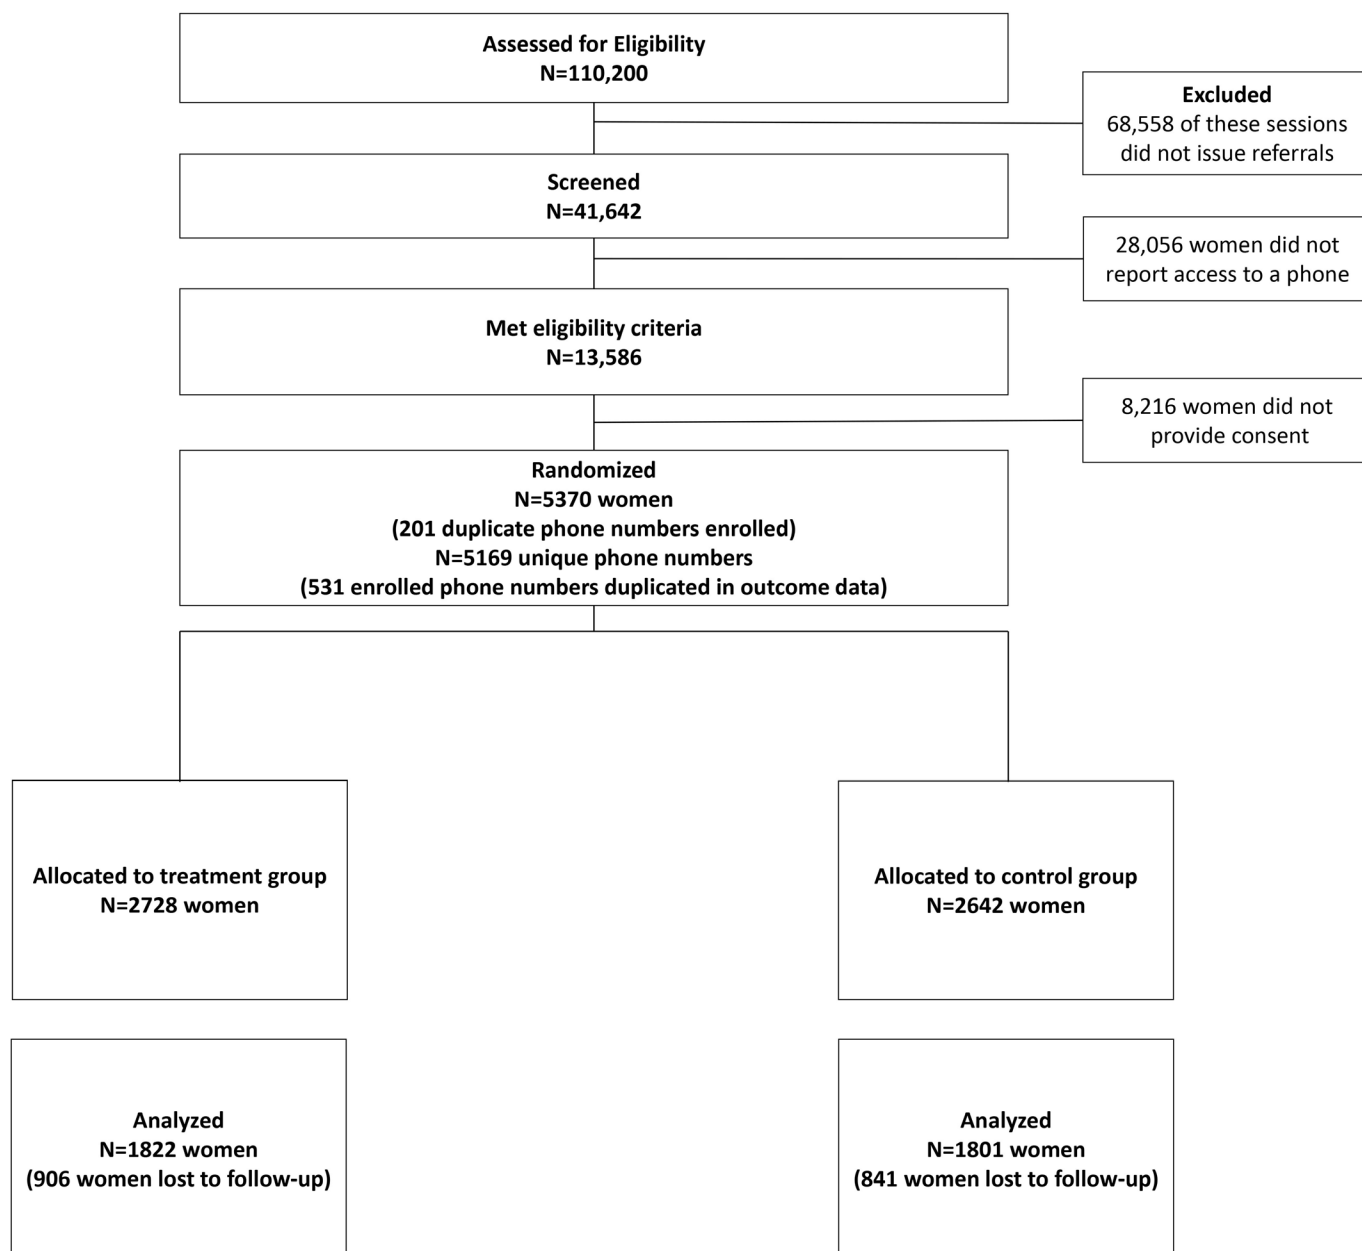 Assessed for Eligibility
N=110,200
Excluded
68,558 of these sessions
did not issue referrals
Screened
N=41,642
28,056 women did not
report access to a phone
Met eligibility criteria
N=13,586
8,216 women did not
provide consent
Randomized
N=5370 women
(201 duplicate phone numbers enrolled)
N=5169 unique phone numbers
(531 enrolled phone numbers duplicated in outcome data)
Allocated to treatment group
N=2728 women
Allocated to control group
N=2642 women
Analyzed
N=1822 women
(906 women lost to follow-up)
Analyzed
N=1801 women
(841 women lost to follow-up)